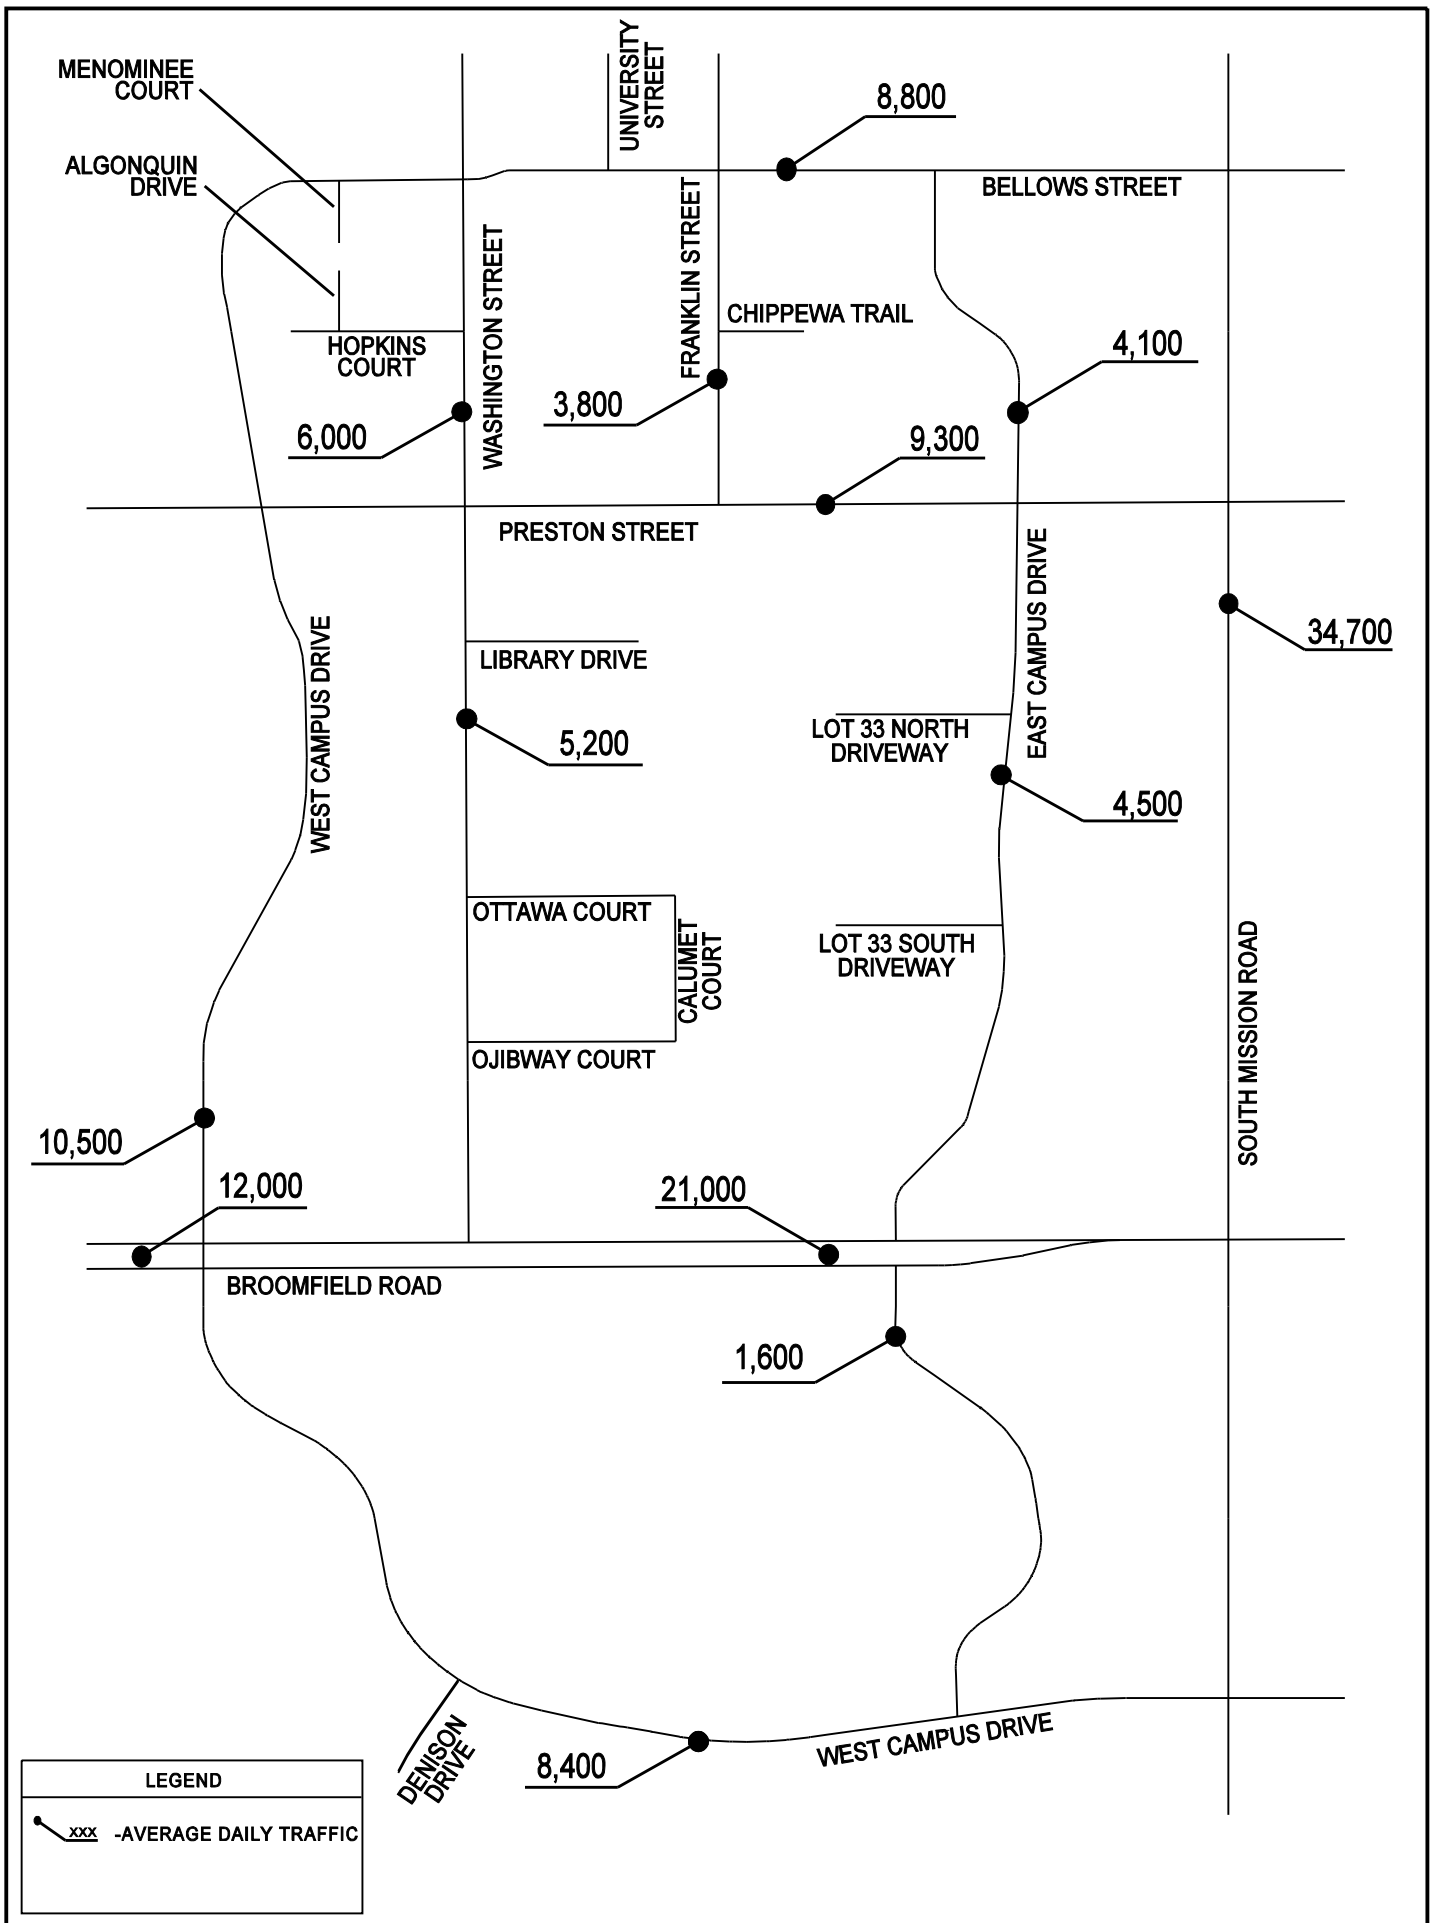 UNIVERSITY
STREET
MENOMINEE
COURT
8,800
ALGONQUIN
DRIVE
BELLOWS STREET
FRANKLIN STREET
WASHINGTON STREET
CHIPPEWA TRAIL
HOPKINS
COURT
4,100
3,800
6,000
9,300
PRESTON STREET
EAST CAMPUS DRIVE
WEST CAMPUS DRIVE
34,700
LIBRARY DRIVE
LOT 33 NORTH
DRIVEWAY
5,200
4,500
OTTAWA COURT
CALUMET
COURT
LOT 33 SOUTH
DRIVEWAY
SOUTH MISSION ROAD
OJIBWAY COURT
10,500
12,000
21,000
BROOMFIELD ROAD
1,600
WEST CAMPUS DRIVE
DENISON
DRIVE
8,400
LEGEND
XXX -AVERAGE DAILY TRAFFIC